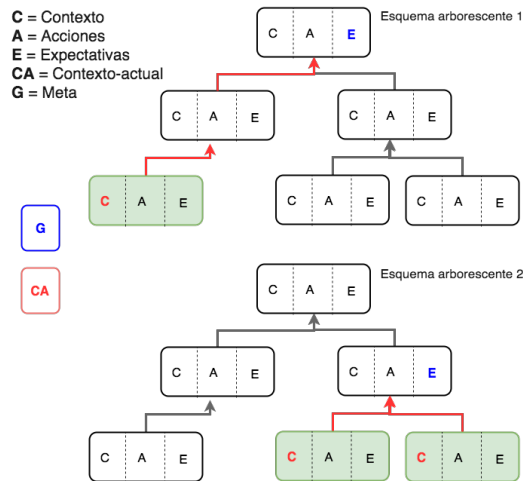 C = Contexto
A = Acciones
E = Expectativas
CA = Contexto-actual
G = Meta
Esquema arborescente 1
C A E
C A E
C A E
C A E
C A E
C A E
G
CA
Esquema arborescente 2
C A E
C A E
C A E
C A E
C A E
C A E